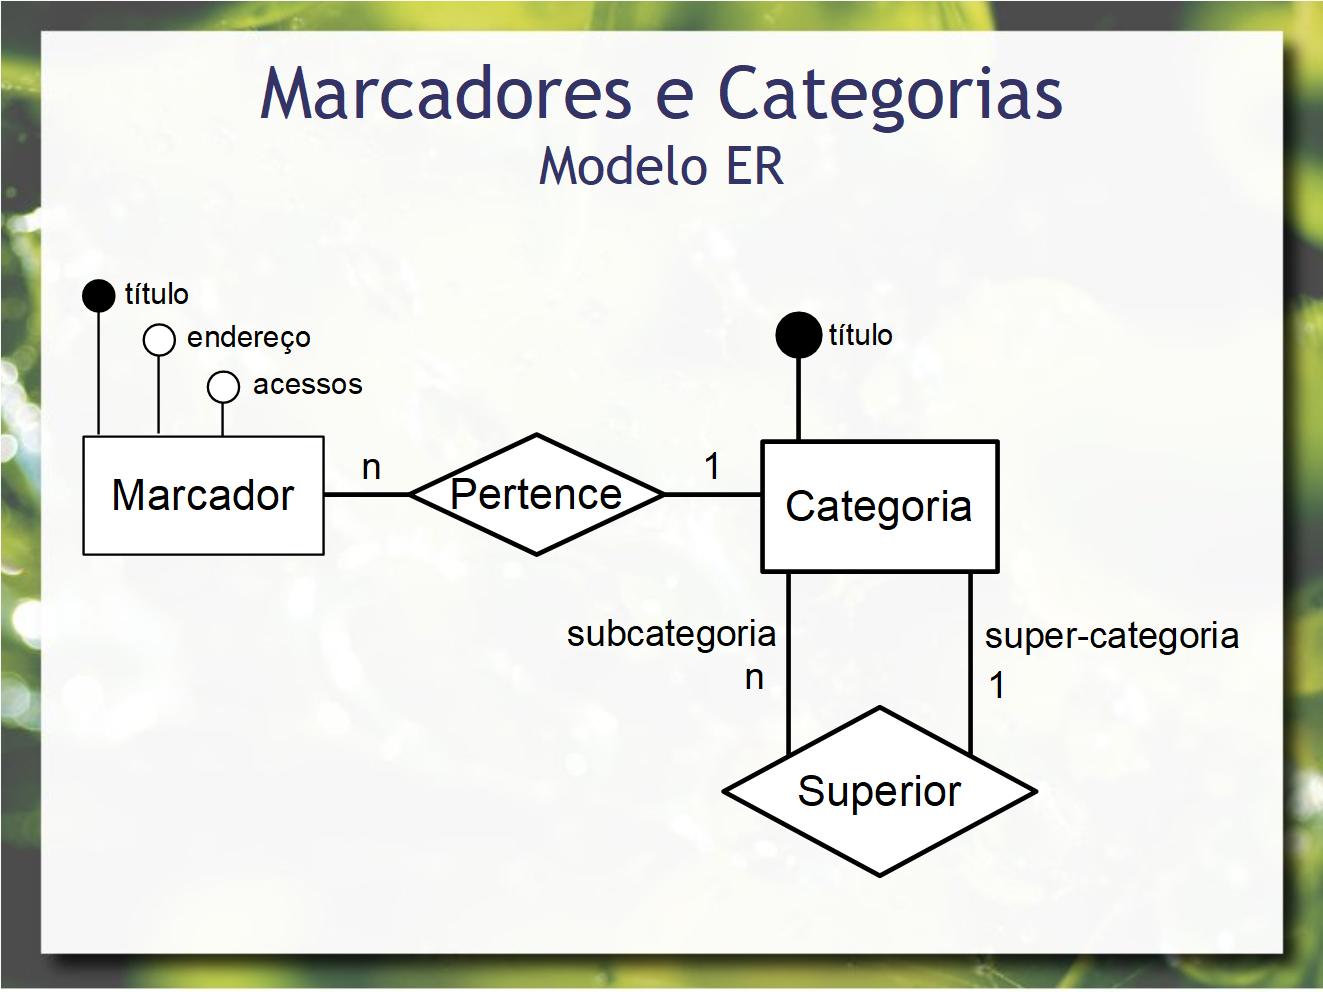 Marcadores e Categorias
Modelo ER
título
endereço
acessos
título
Marcador
n
Pertence
1
Categoria
subcategoria
n
super-categoria
1
Superior